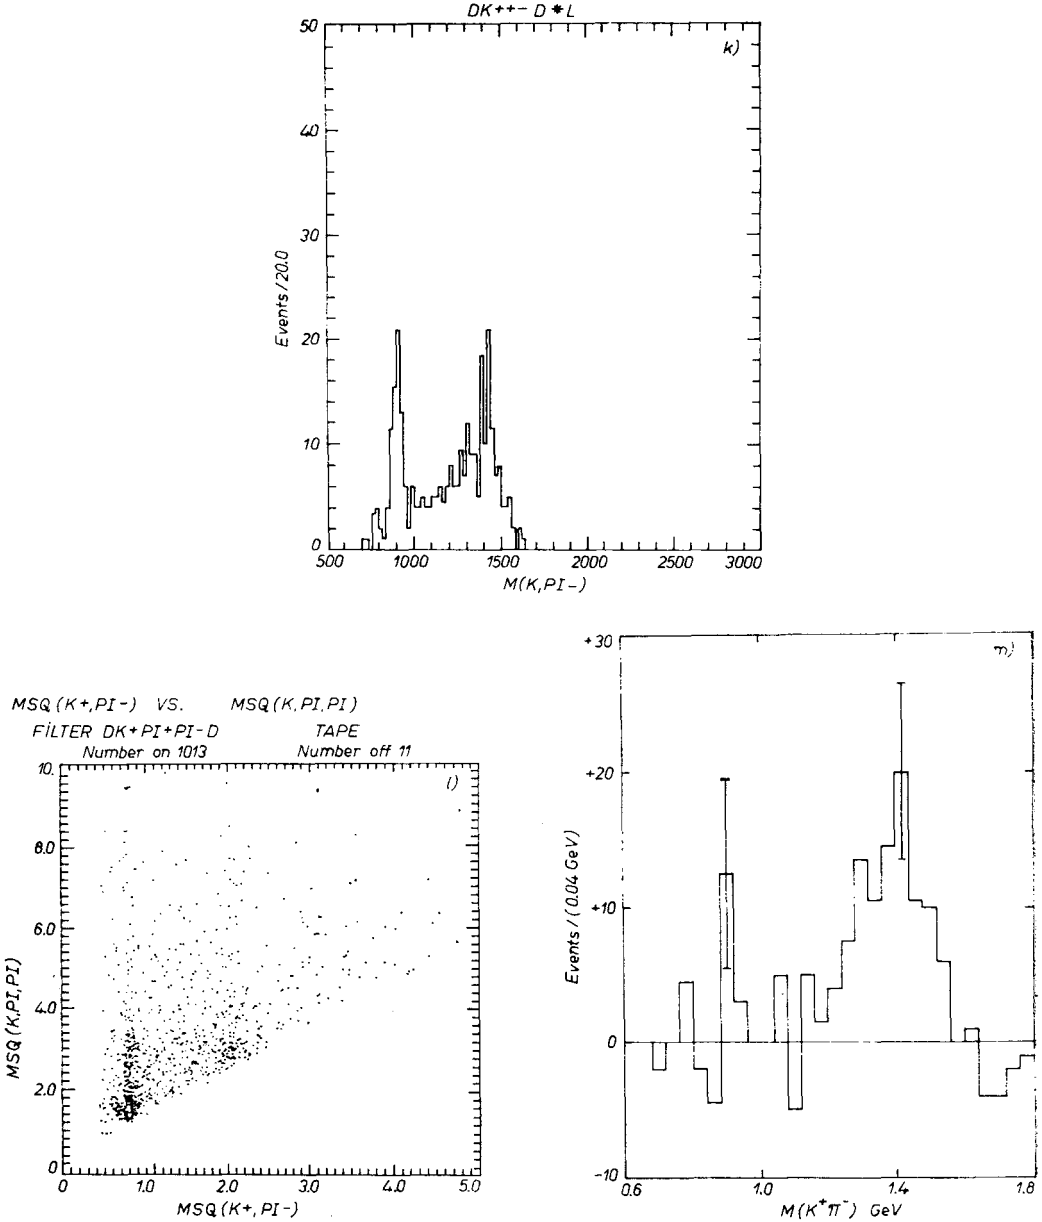 DK++- D*L
k)
50
40
30
20
10
0
Events/20.0
500 1000 1500 2000 2500 3000
M(K,PI-)
MSQ(K+,PI-) VS. MSQ(K,PI,PI)
FILTER DK+PI+PI-D TAPE
Number on 1013 Number off 11
l)
10.
8.0
6.0
4.0
2.0
0
MSQ(K,PI,PI)
0 1.0 2.0 3.0 4.0 5.0
MSQ(K+,PI-)
m)
+30
+20
+10
0
-10
Events/(0.04 GeV)
0.6 1.0 1.4 1.8
M(K⁺π⁻) GeV